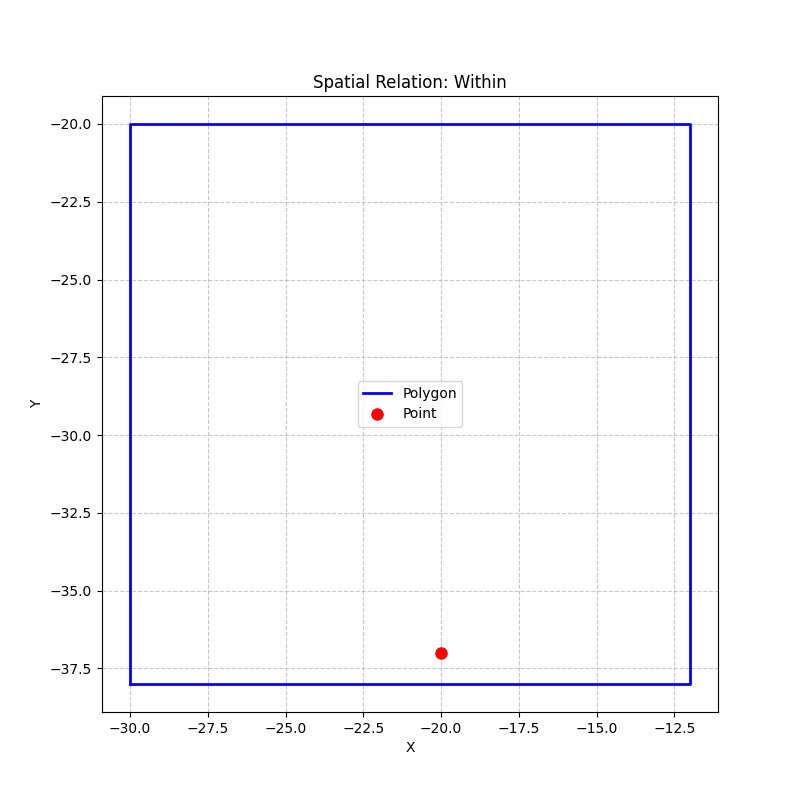 Spatial Relation: Within
−20.0
−22.5
−25.0
−27.5
−30.0
−32.5
−35.0
−37.5
Y
Polygon
Point
−30.0 −27.5 −25.0 −22.5 −20.0 −17.5 −15.0 −12.5
X